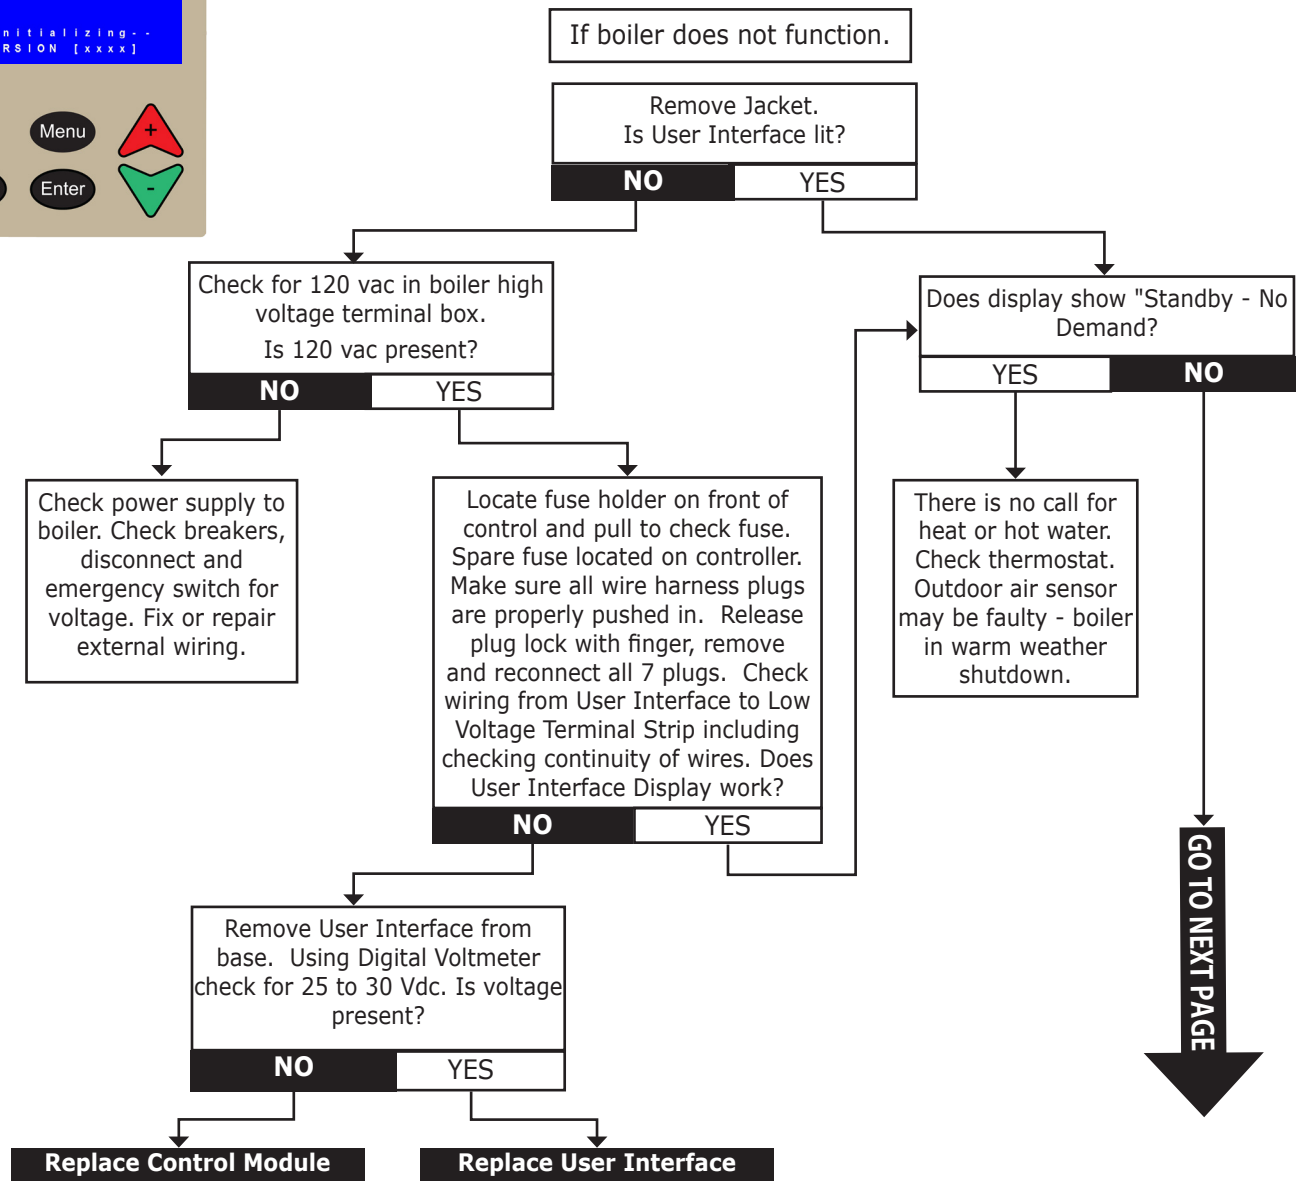 nitializing--
RSION [xxxx]
Menu
+
Enter
-
If boiler does not function.
Remove Jacket.
Is User Interface lit?
NO
YES
Check for 120 vac in boiler high
voltage terminal box.
Is 120 vac present?
NO
YES
Does display show "Standby - No
Demand?
YES
NO
Check power supply to
boiler. Check breakers,
disconnect and
emergency switch for
voltage. Fix or repair
external wiring.
Locate fuse holder on front of
control and pull to check fuse.
Spare fuse located on controller.
Make sure all wire harness plugs
are properly pushed in.  Release
plug lock with finger, remove
and reconnect all 7 plugs.  Check
wiring from User Interface to Low
Voltage Terminal Strip including
checking continuity of wires. Does
User Interface Display work?
NO
YES
There is no call for
heat or hot water.
Check thermostat.
Outdoor air sensor
may be faulty - boiler
in warm weather
shutdown.
GO TO NEXT PAGE
Remove User Interface from
base.  Using Digital Voltmeter
check for 25 to 30 Vdc. Is voltage
present?
NO
YES
Replace Control Module
Replace User Interface